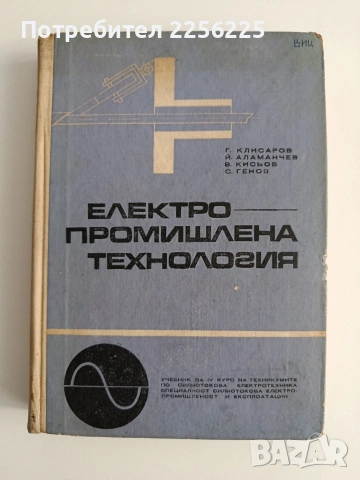 Потребител 2256225
ВИЦ
Г. КЛИСАРОВ
Й. АЛАМАНЧЕВ
В. КИСЬОВ
С. ГЕНОВ
ЕЛЕКТРО
ПРОМИШЛЕНА
ТЕХНОЛОГИЯ
УЧЕБНИК ЗА IV КУРС НА ТЕХНИКУМИТЕ
ПО СИЛНОТОКОВА ЕЛЕКТРОТЕХНИКА
СПЕЦИАЛНОСТ СИЛНОТОКОВА ЕЛЕКТРО-
ПРОМИШЛЕНОСТ И ЕКСПЛОАТАЦИЯ
BAZAR